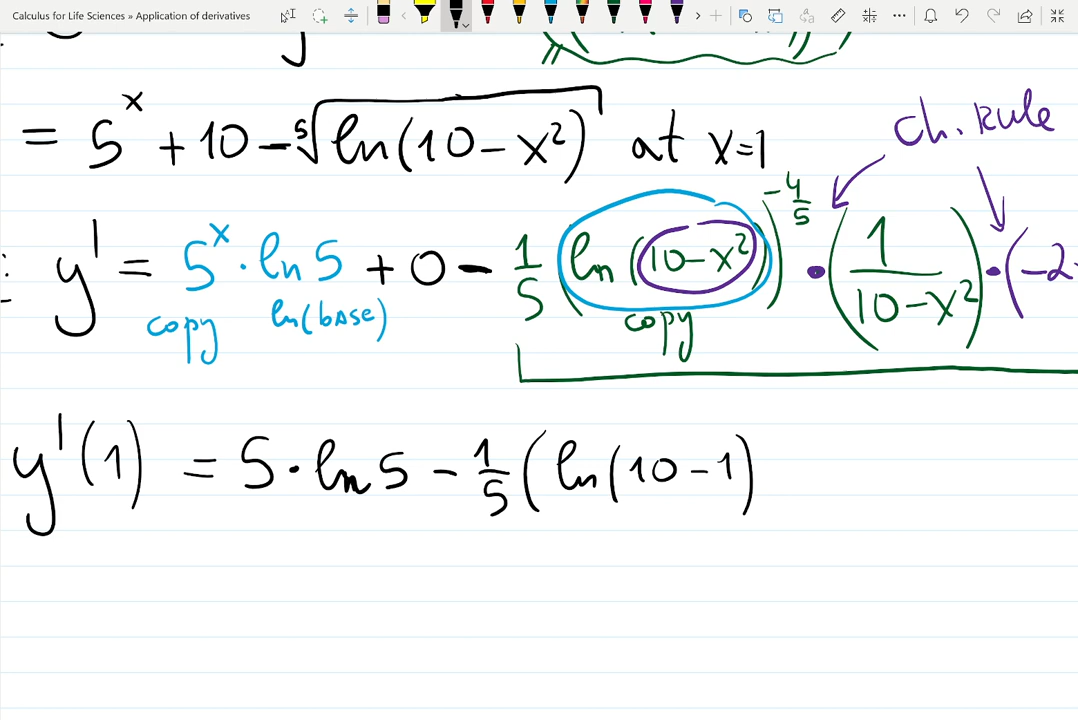 Calculus for Life Sciences » Application of derivatives
= 5^x + 10 - ⁵√ln(10 - x²) at x=1
ch. Rule
: y' = 5^x · ln 5 + 0 - 1/5 (ln(10-x²))^(-4/5) · (1/(10-x²)) · (-2
copy ln(base) copy
y'(1) = 5 · ln 5 - 1/5 (ln(10-1)